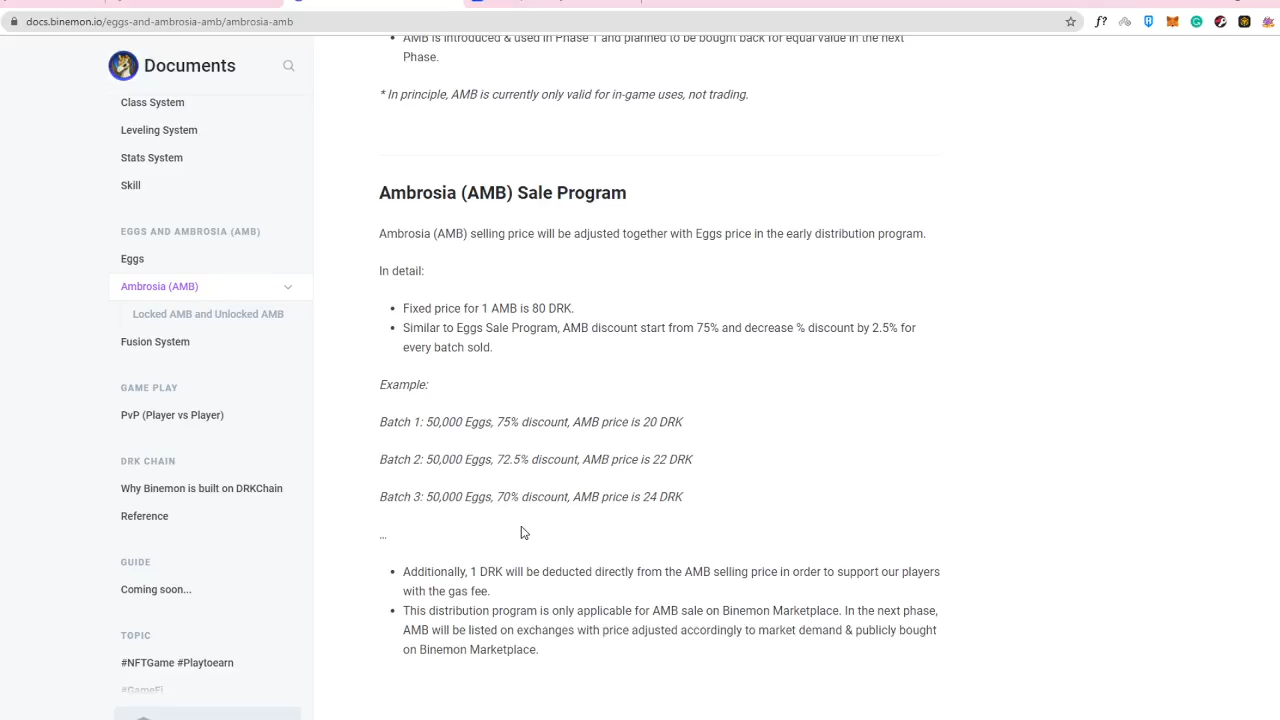 docs.binemon.io/eggs-and-ambrosia-amb/ambrosia-amb
f?
Documents
Class System
Leveling System
Stats System
Skill
EGGS AND AMBROSIA (AMB)
Eggs
Ambrosia (AMB)
Locked AMB and Unlocked AMB
Fusion System
GAME PLAY
PvP (Player vs Player)
DRK CHAIN
Why Binemon is built on DRKChain
Reference
GUIDE
Coming soon...
TOPIC
#NFTGame #Playtoearn
#GameFi
• AMB is introduced & used in Phase 1 and planned to be bought back for equal value in the next
Phase.
* In principle, AMB is currently only valid for in-game uses, not trading.
Ambrosia (AMB) Sale Program
Ambrosia (AMB) selling price will be adjusted together with Eggs price in the early distribution program.
In detail:
• Fixed price for 1 AMB is 80 DRK.
• Similar to Eggs Sale Program, AMB discount start from 75% and decrease % discount by 2.5% for
every batch sold.
Example:
Batch 1: 50,000 Eggs, 75% discount, AMB price is 20 DRK
Batch 2: 50,000 Eggs, 72.5% discount, AMB price is 22 DRK
Batch 3: 50,000 Eggs, 70% discount, AMB price is 24 DRK
...
• Additionally, 1 DRK will be deducted directly from the AMB selling price in order to support our players
with the gas fee.
• This distribution program is only applicable for AMB sale on Binemon Marketplace. In the next phase,
AMB will be listed on exchanges with price adjusted accordingly to market demand & publicly bought
on Binemon Marketplace.